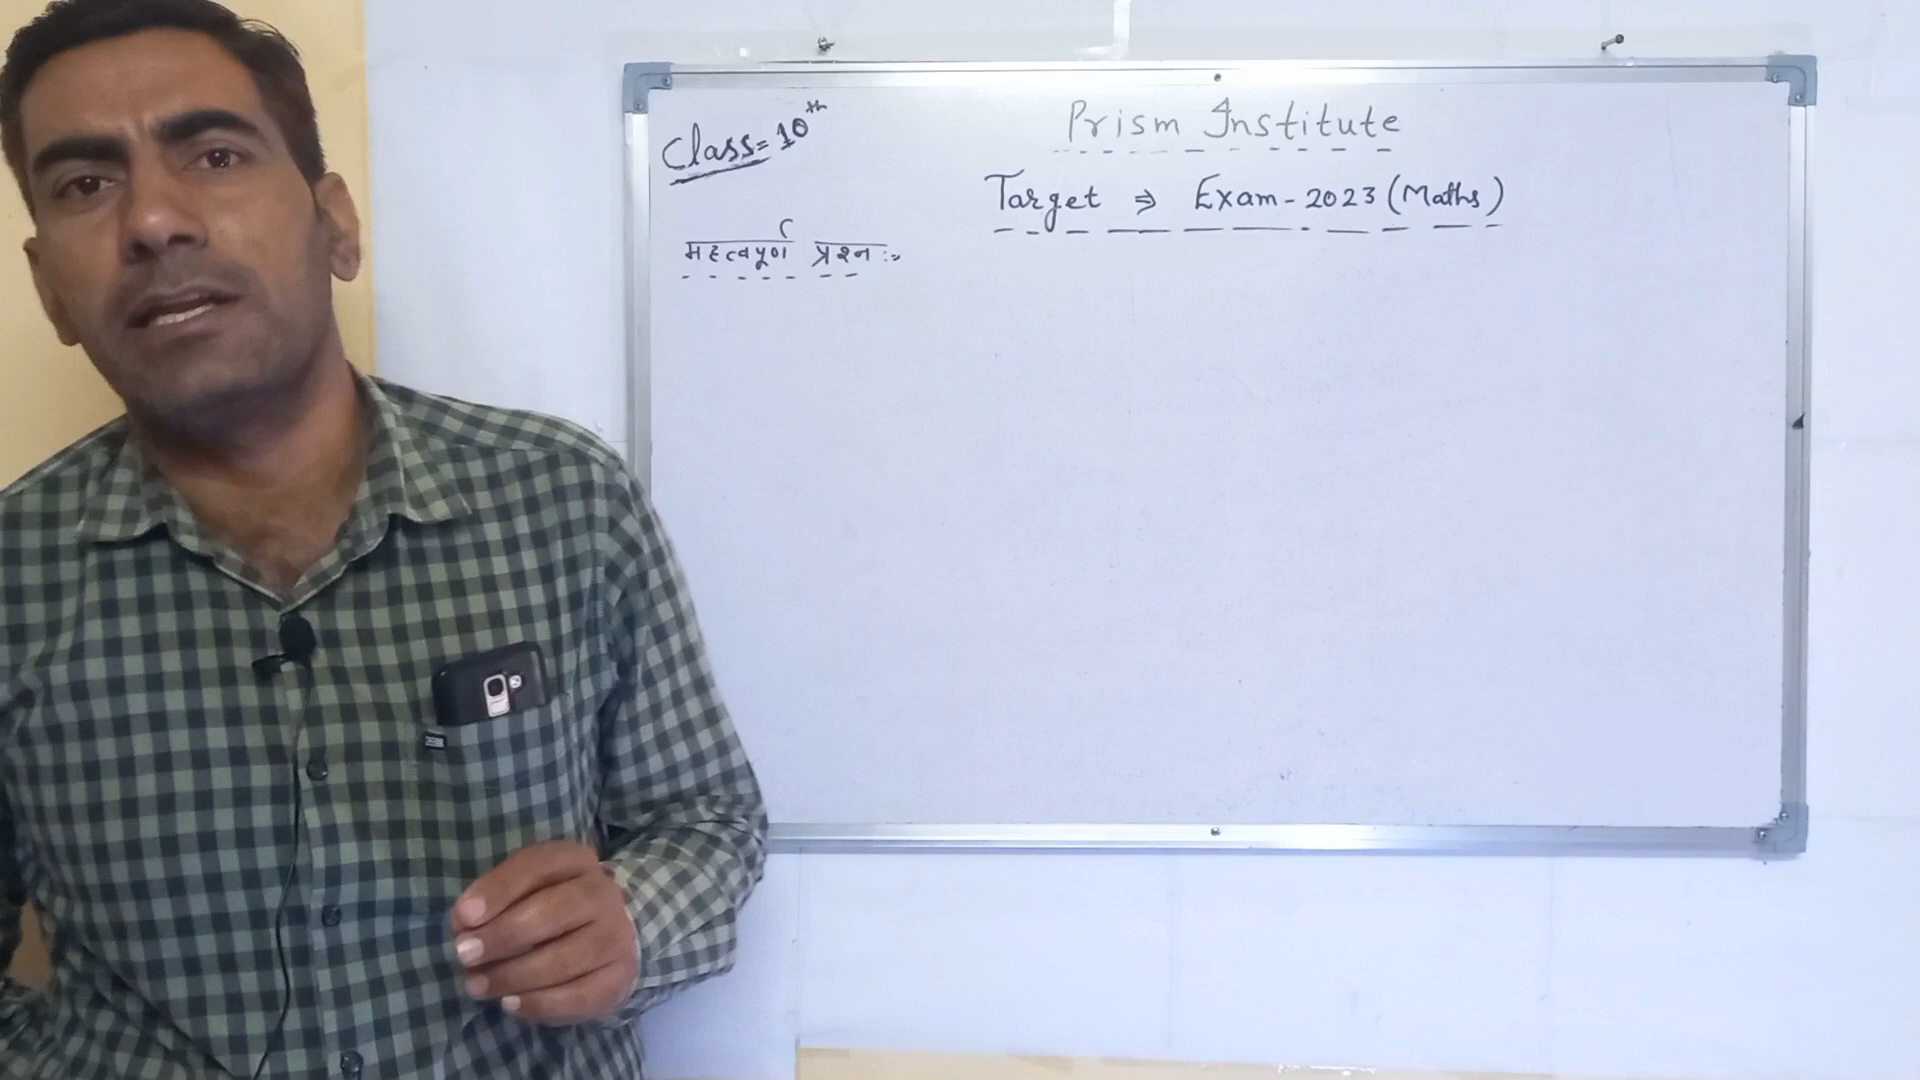 Class = 10th
Prism Institute
Target ⇒ Exam - 2023 (Maths)
महत्वपूर्ण प्रश्न :-